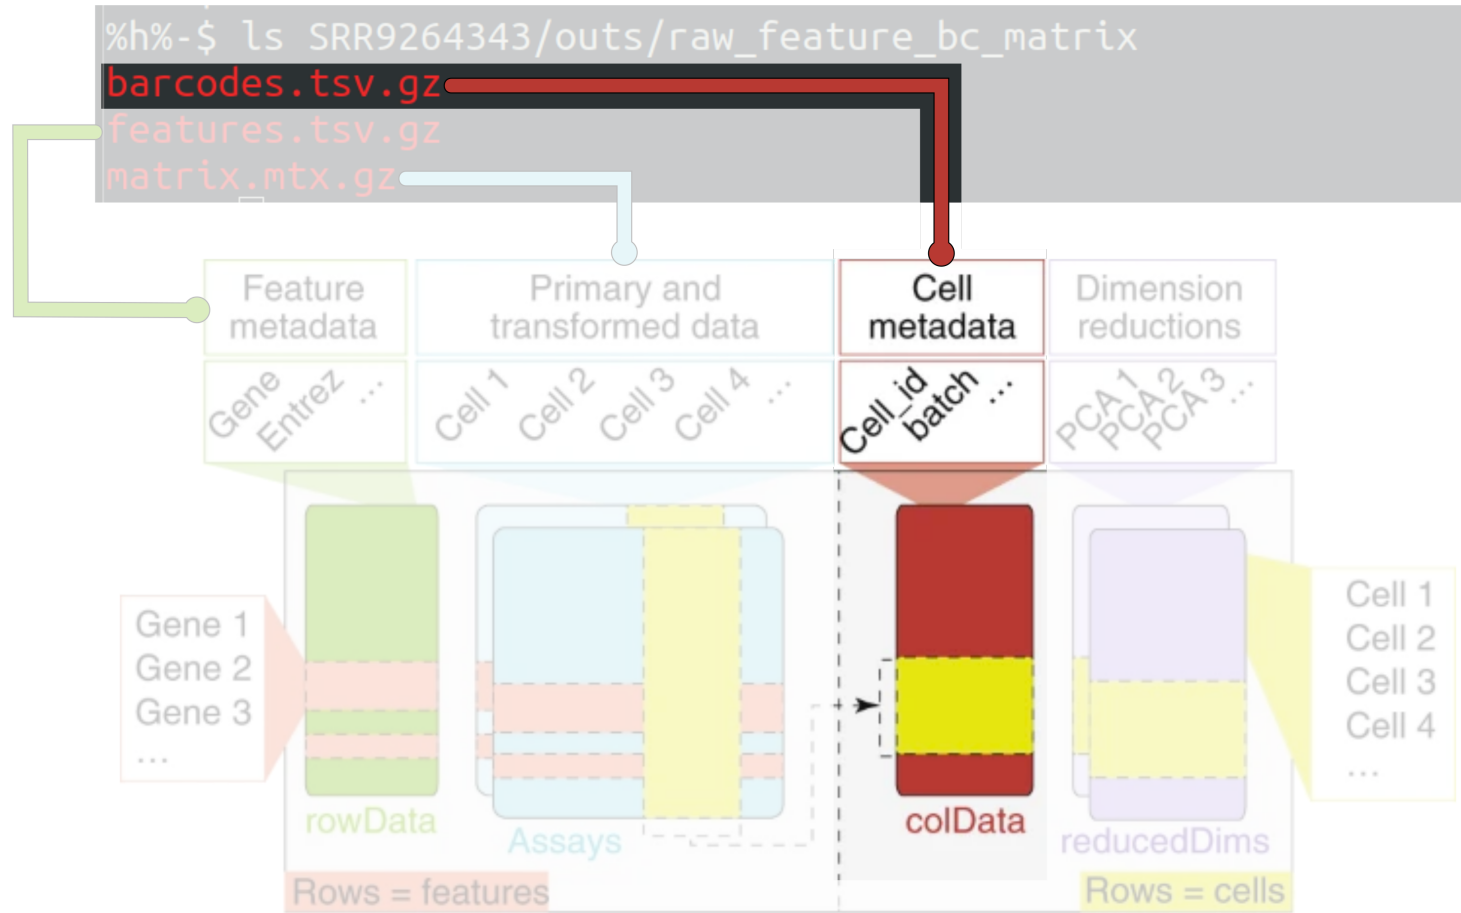 %h%-$ ls SRR9264343/outs/raw_feature_bc_matrix
barcodes.tsv.gz
features.tsv.gz
matrix.mtx.gz
Feature
metadata
Primary and
transformed data
Cell
metadata
Dimension
reductions
Gene
Entrez
...
Cell 1
Cell 2
Cell 3
Cell 4
...
Cell_id
batch
...
PCA 1
PCA 2
PCA 3
...
Gene 1
Gene 2
Gene 3
...
Cell 1
Cell 2
Cell 3
Cell 4
...
rowData
Assays
colData
reducedDims
Rows = features
Rows = cells